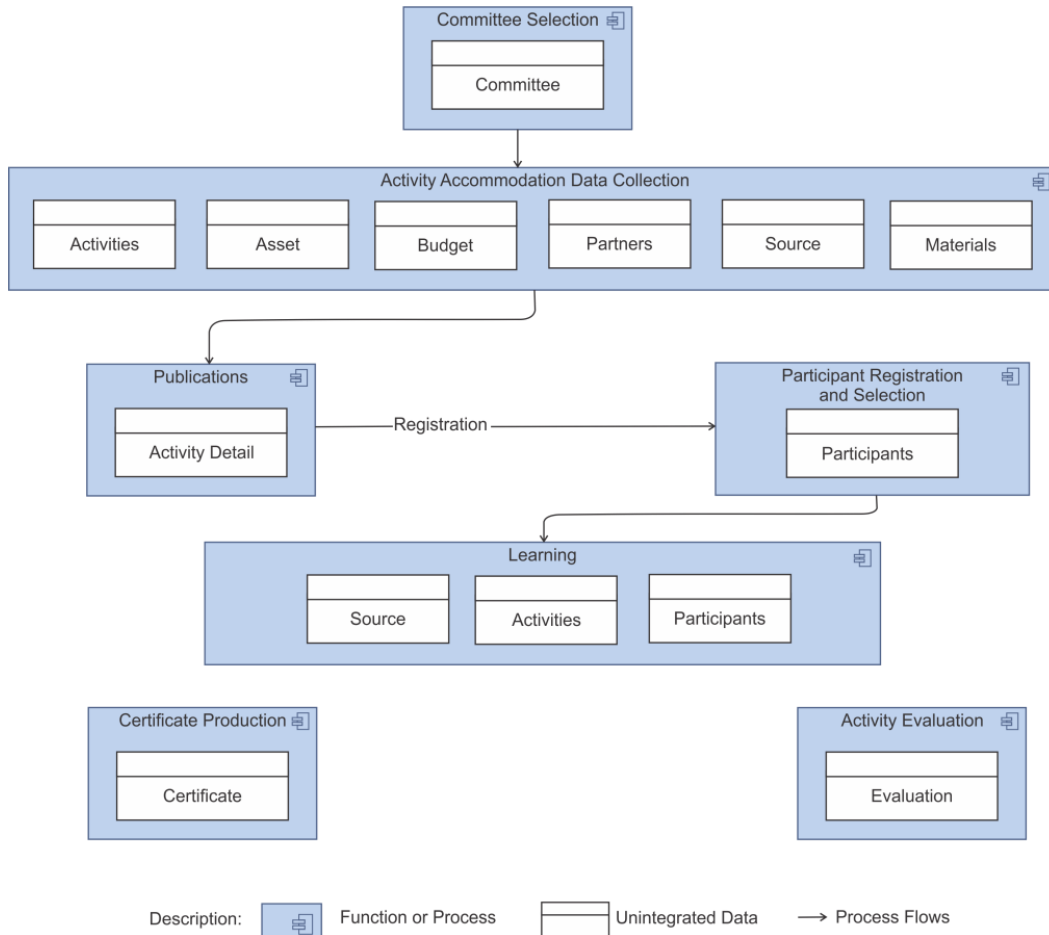 Committee Selection
Committee
Activity Accommodation Data Collection
Activities
Asset
Budget
Partners
Source
Materials
Publications
Activity Detail
Registration
Participant Registration
and Selection
Participants
Learning
Source
Activities
Participants
Certificate Production
Certificate
Activity Evaluation
Evaluation
Description:
Function or Process
Unintegrated Data
Process Flows